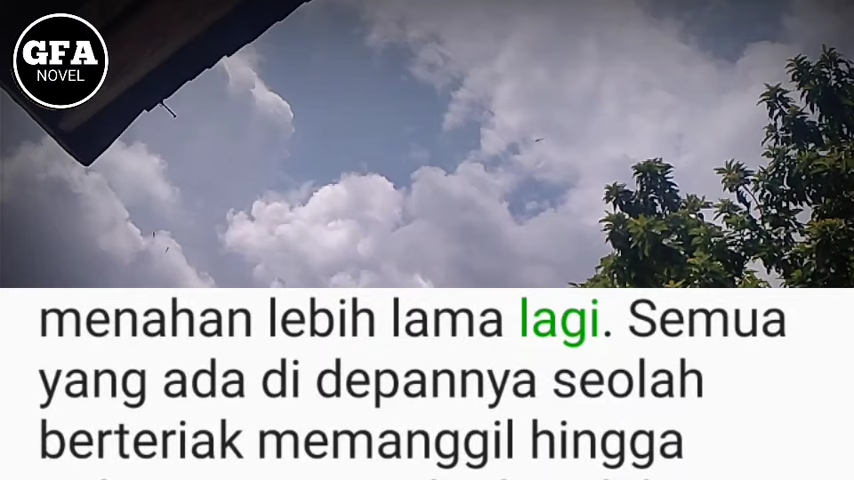 GFA
NOVEL
menahan lebih lama lagi. Semua
yang ada di depannya seolah
berteriak memanggil hingga